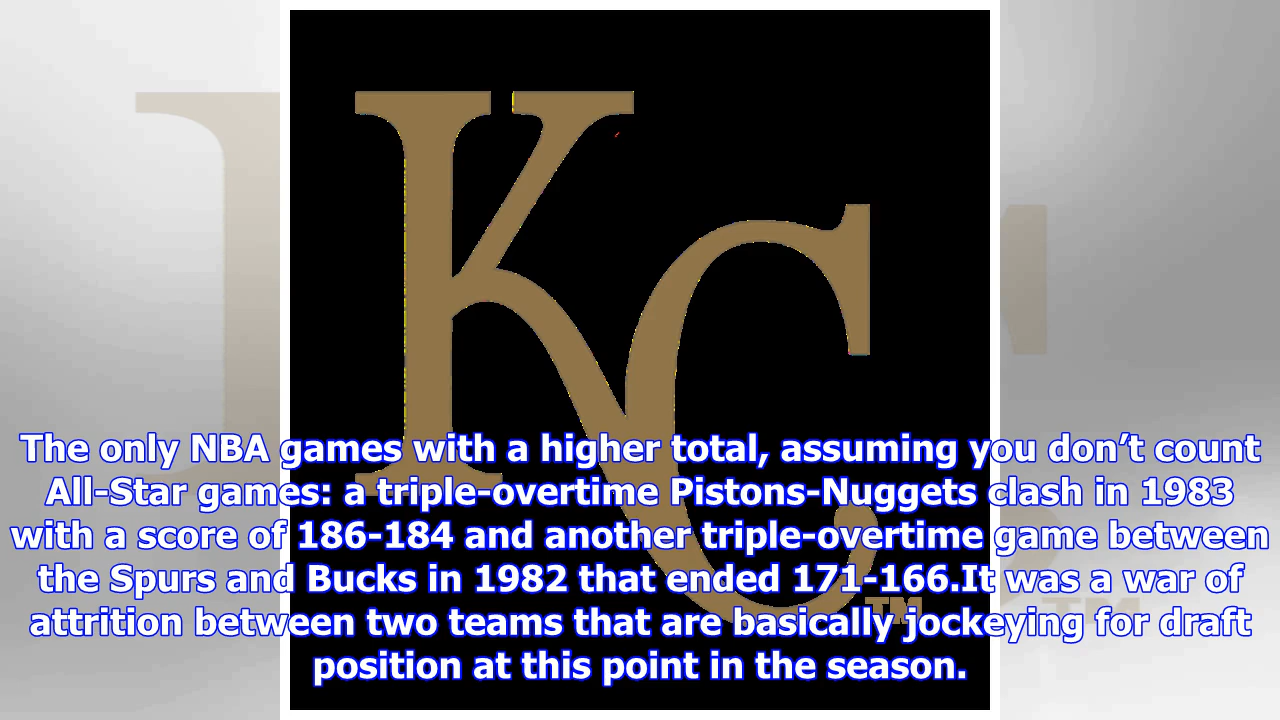 KC
TM
The only NBA games with a higher total, assuming you don’t count
All-Star games: a triple-overtime Pistons-Nuggets clash in 1983
with a score of 186-184 and another triple-overtime game between
the Spurs and Bucks in 1982 that ended 171-166.It was a war of
attrition between two teams that are basically jockeying for draft
position at this point in the season.